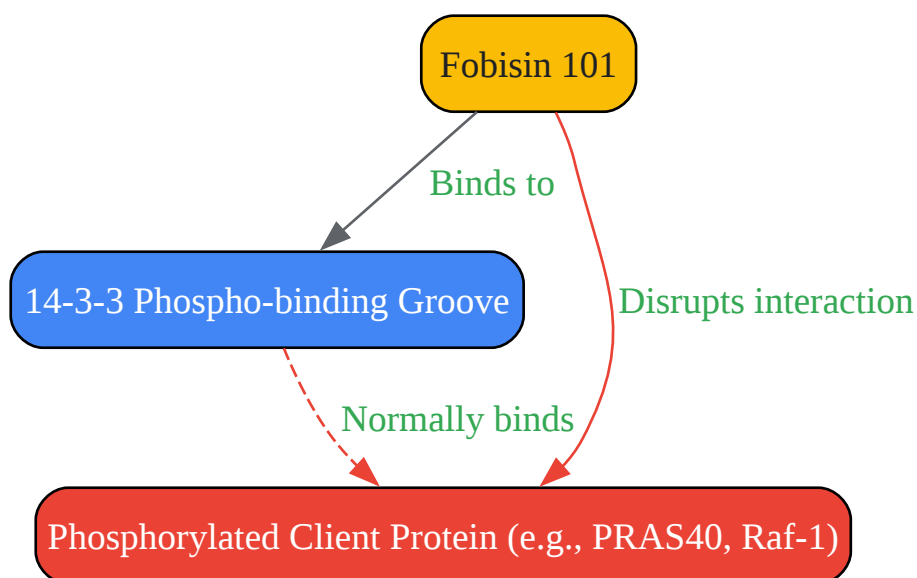 Fobisin 101
Binds to
14-3-3 Phospho-binding Groove
Disrupts interaction
Normally binds
Phosphorylated Client Protein (e.g., PRAS40, Raf-1)